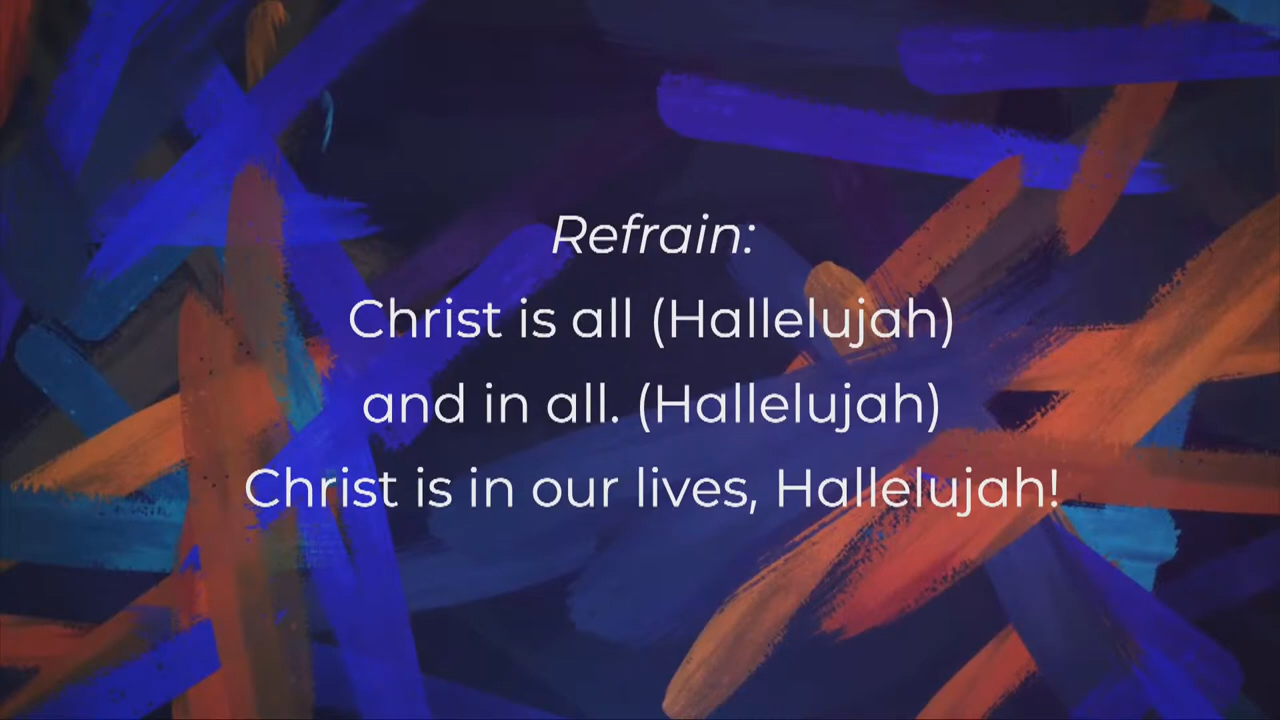 Refrain:
Christ is all (Hallelujah)
and in all. (Hallelujah)
Christ is in our lives, Hallelujah!